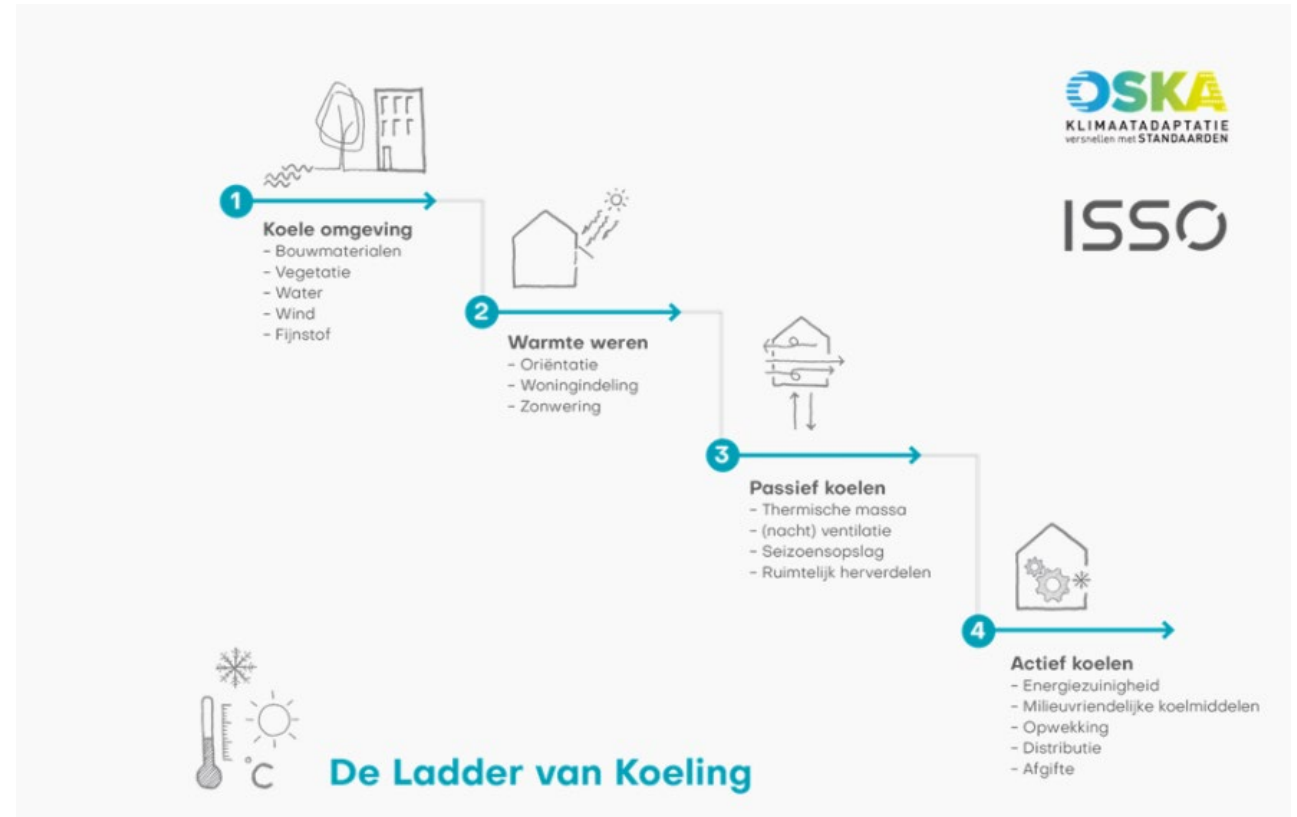 OSKA
KLIMAATADAPTATIE
versnellen met STANDAARDEN
ISSO
1
Koele omgeving
- Bouwmaterialen
- Vegetatie
- Water
- Wind
- Fijnstof
2
Warmte weren
- Oriëntatie
- Woningindeling
- Zonwering
3
Passief koelen
- Thermische massa
- (nacht) ventilatie
- Seizoensopslag
- Ruimtelijk herverdelen
4
Actief koelen
- Energiezuinigheid
- Milieuvriendelijke koelmiddelen
- Opwekking
- Distributie
- Afgifte
°C
De Ladder van Koeling